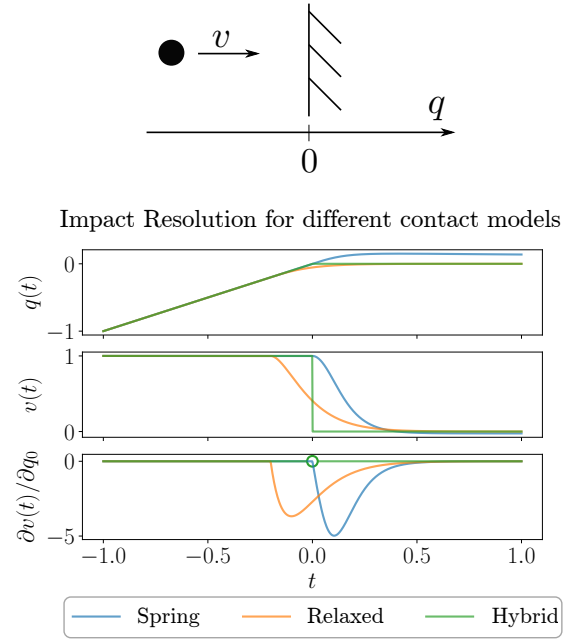 v
q
0
Impact Resolution for different contact models
q(t)
0
−1
v(t)
1
0
∂v(t)/∂q₀
0
−5
−1.0 −0.5 0.0 0.5 1.0
t
Spring Relaxed Hybrid